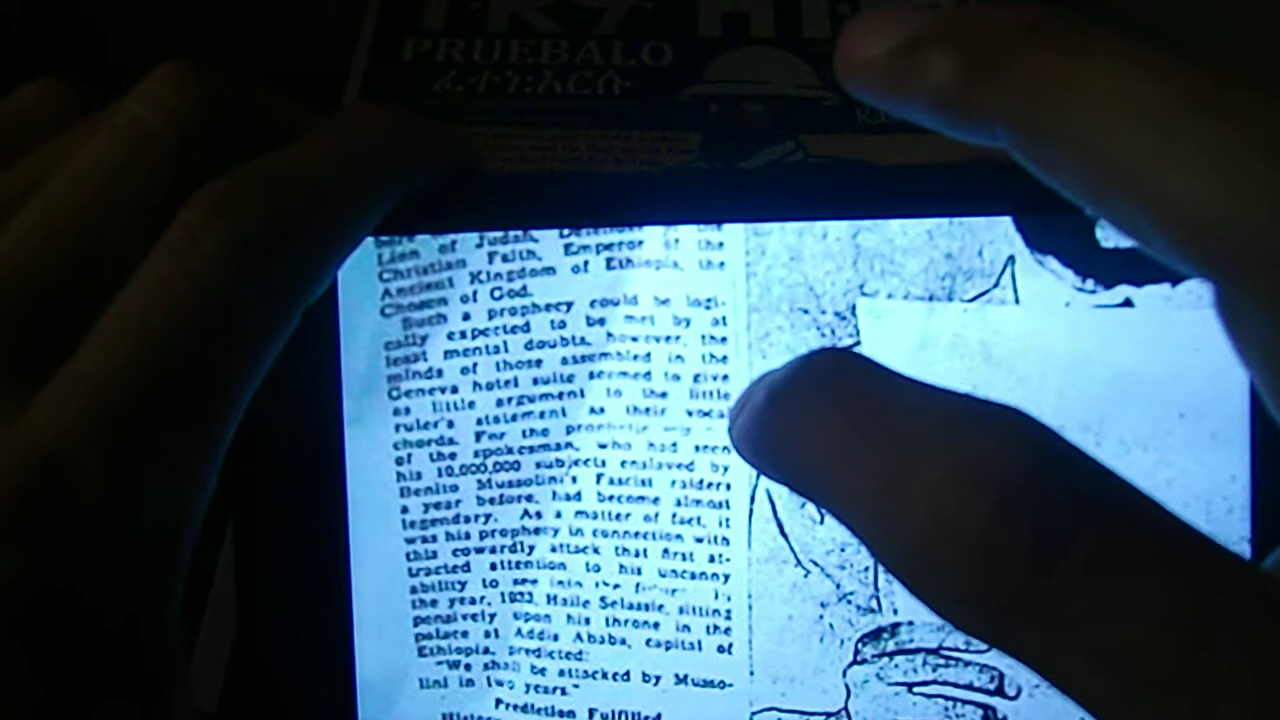 TRY
PRUEBALO
Lion of Judah, Defender of the
Christian Faith, Emperor of the
Ancient Kingdom of Ethiopia, the
Chosen of God.
Such a prophecy could be logi-
cally expected to be met by at
least mental doubts, however, the
minds of those assembled in the
Geneva hotel suite seemed to give
as little argument to the little
ruler's statement as their vocal
chords. For the prophetic
of the spokesman, who had seen
his 10,000,000 subjects enslaved by
Benito Mussolini's Fascist raiders
a year before, had become almost
legendary. As a matter of fact, it
was his prophecy in connection with
this cowardly attack that first at-
tracted attention to his uncanny
ability to see into the future. In
the year, 1933, Haile Selassie, sitting
pensively upon his throne in the
palace at Addis Ababa, capital of
Ethiopia, predicted:
"We shall be attacked by Musso-
lini in two years."
Prediction Fulfilled